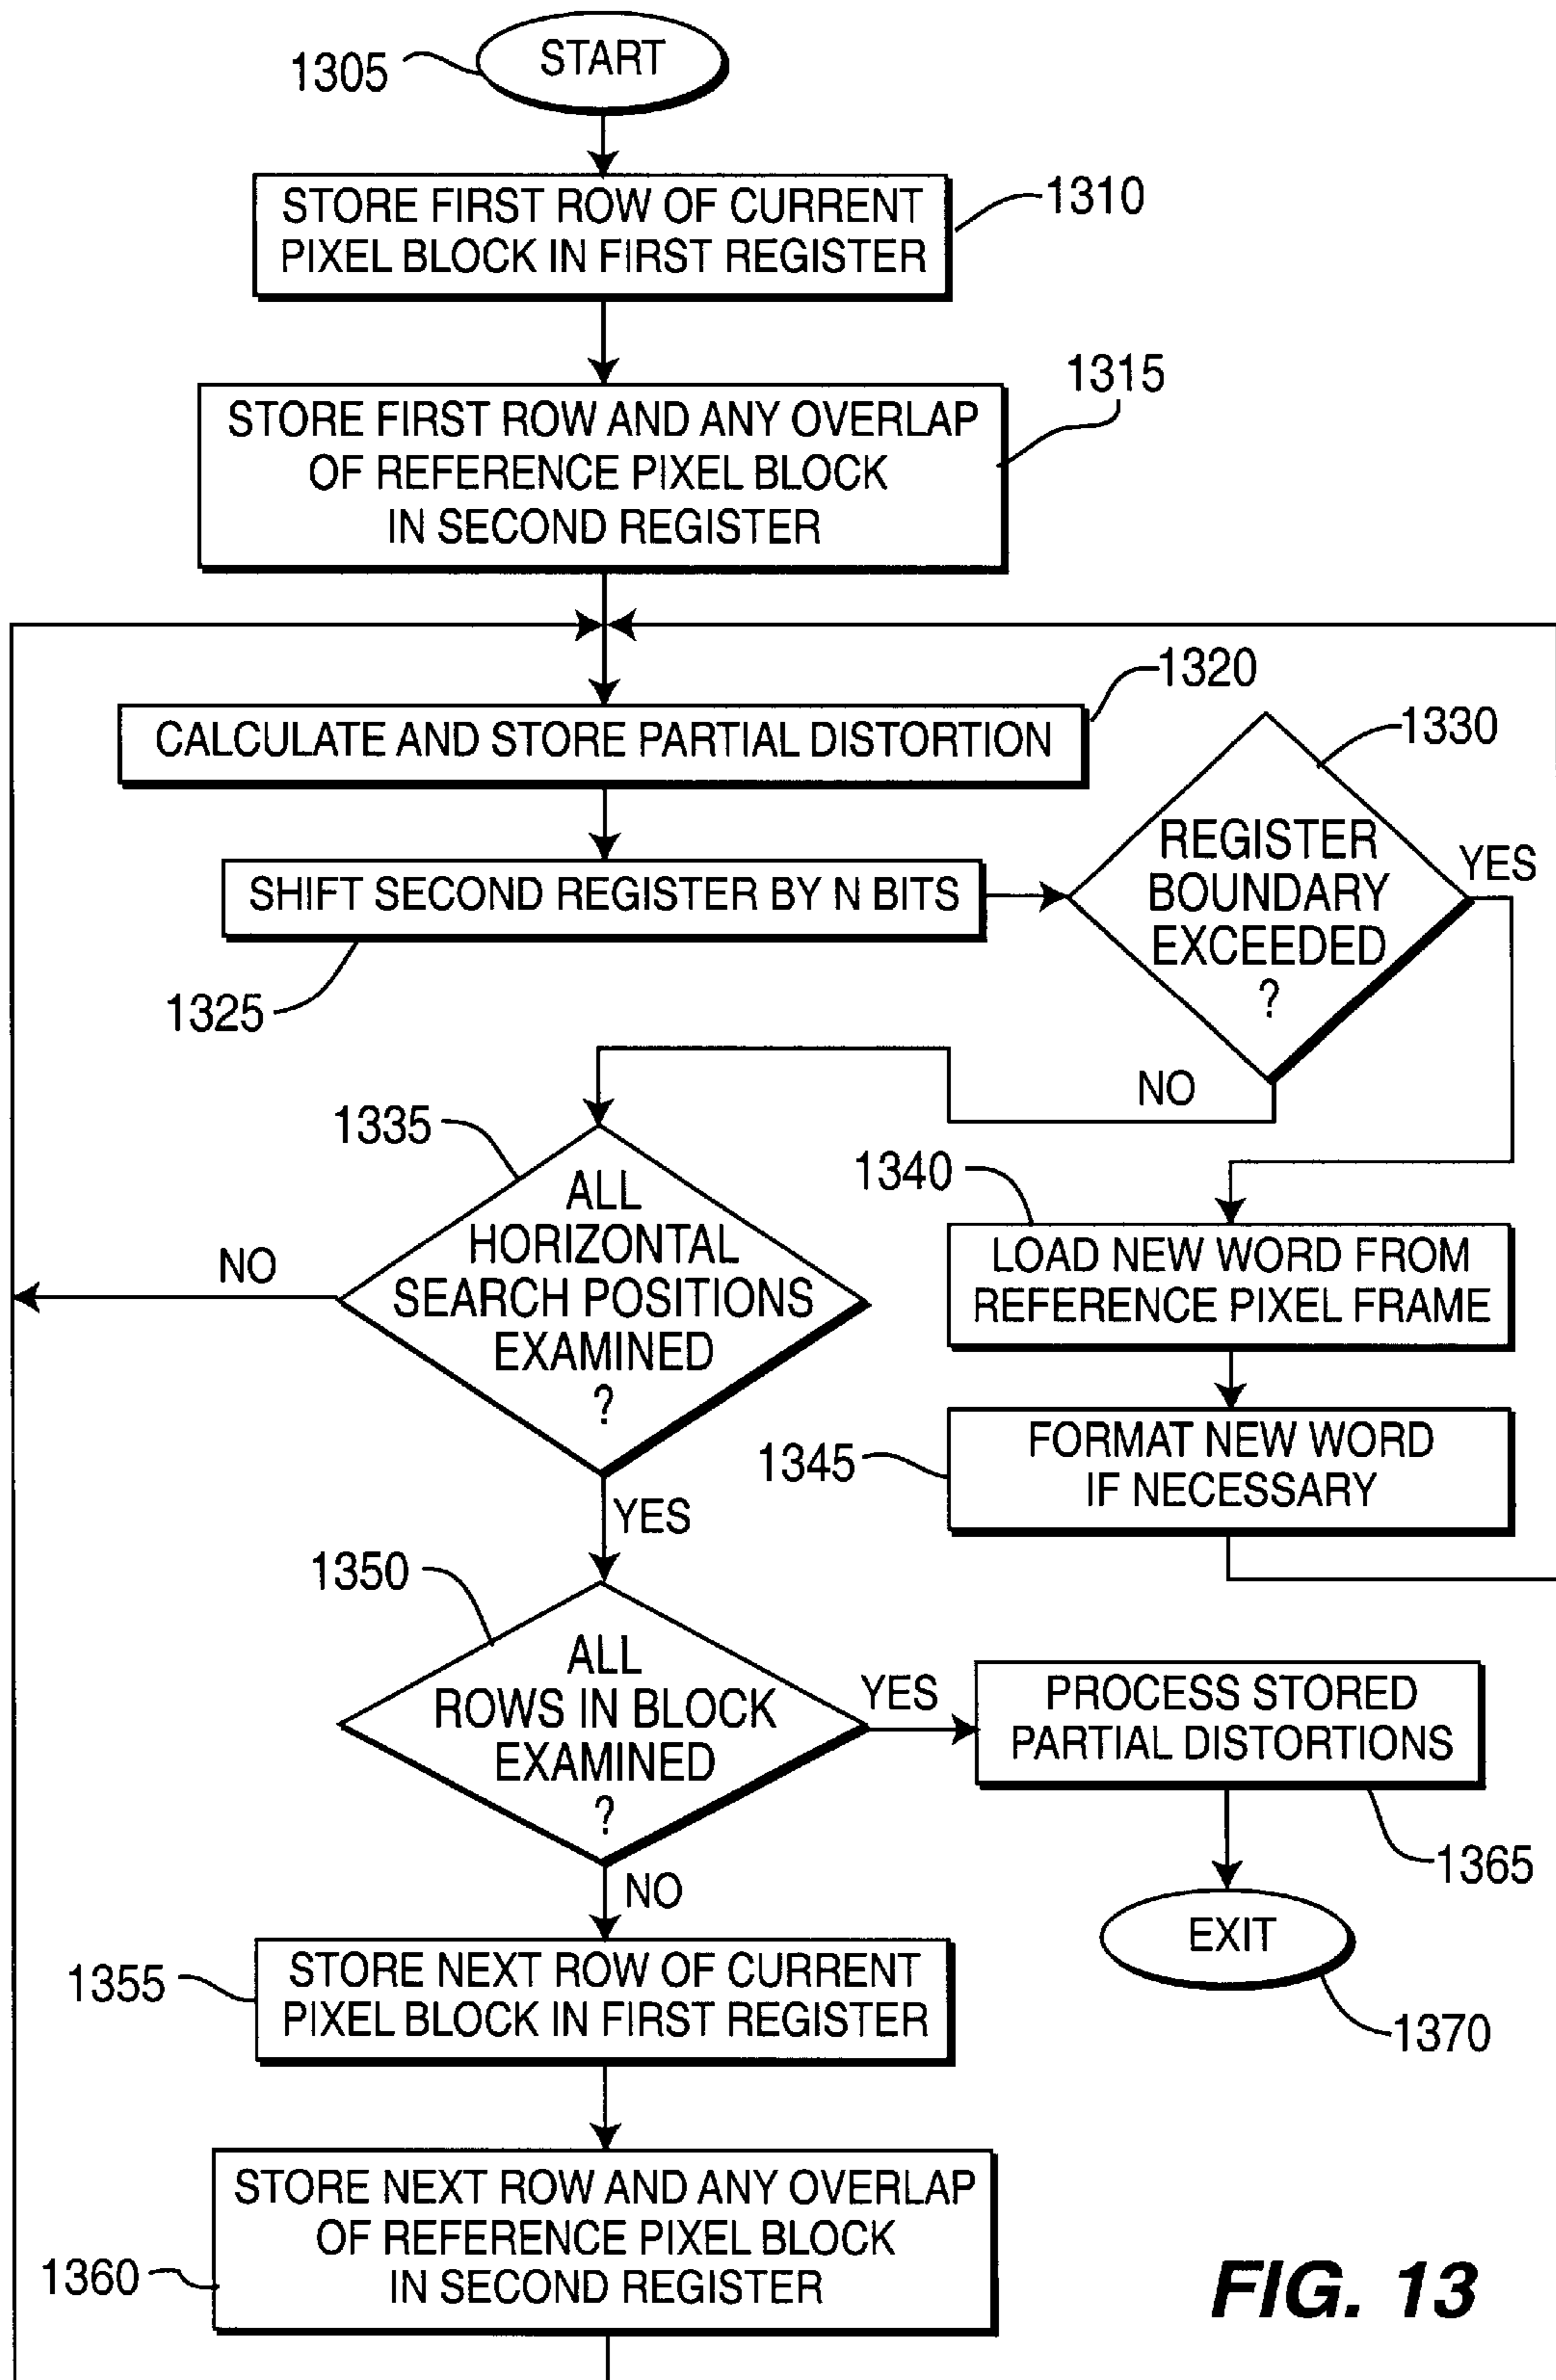 START
1305
STORE FIRST ROW OF CURRENT
PIXEL BLOCK IN FIRST REGISTER
1310
STORE FIRST ROW AND ANY OVERLAP
OF REFERENCE PIXEL BLOCK
IN SECOND REGISTER
1315
CALCULATE AND STORE PARTIAL DISTORTION
1320
SHIFT SECOND REGISTER BY N BITS
1325
REGISTER
BOUNDARY
EXCEEDED
?
1330
YES
NO
1335
ALL
HORIZONTAL
SEARCH POSITIONS
EXAMINED
?
NO
YES
1340
LOAD NEW WORD FROM
REFERENCE PIXEL FRAME
1345
FORMAT NEW WORD
IF NECESSARY
1350
ALL
ROWS IN BLOCK
EXAMINED
?
YES
NO
PROCESS STORED
PARTIAL DISTORTIONS
1365
EXIT
1370
1355
STORE NEXT ROW OF CURRENT
PIXEL BLOCK IN FIRST REGISTER
1360
STORE NEXT ROW AND ANY OVERLAP
OF REFERENCE PIXEL BLOCK
IN SECOND REGISTER
FIG. 13